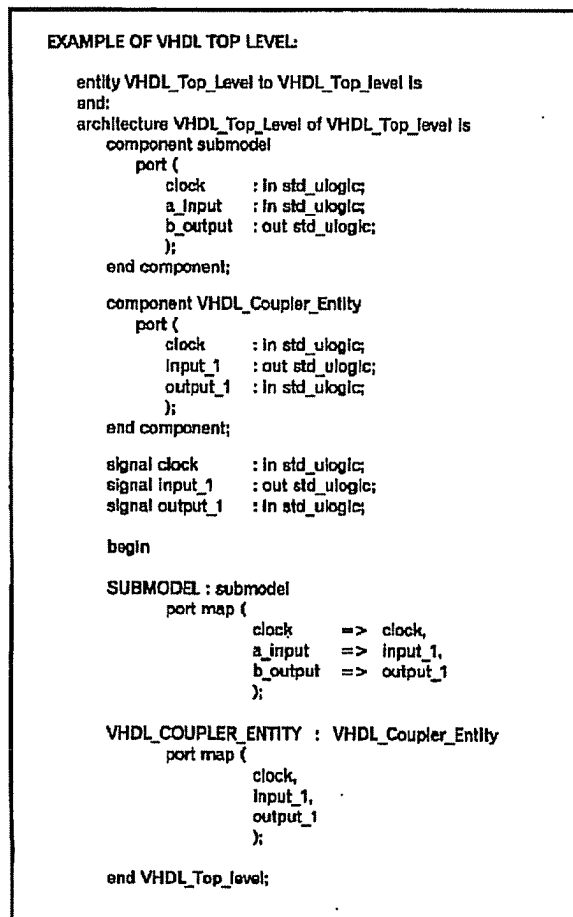 EXAMPLE OF VHDL TOP LEVEL:
entity VHDL_Top_Level to VHDL_Top_level is
end;
architecture VHDL_Top_Level of VHDL_Top_level is
component submodel
port (
clock : in std_ulogic;
a_input : in std_ulogic;
b_output : out std_ulogic;
);
end component;
component VHDL_Coupler_Entity
port (
clock : in std_ulogic;
input_1 : out std_ulogic;
output_1 : in std_ulogic;
);
end component;
signal clock : in std_ulogic;
signal input_1 : out std_ulogic;
signal output_1 : in std_ulogic;
begin
SUBMODEL : submodel
port map (
clock => clock,
a_input => input_1,
b_output => output_1
);
VHDL_COUPLER_ENTITY : VHDL_Coupler_Entity
port map (
clock,
input_1,
output_1
);
end VHDL_Top_level;